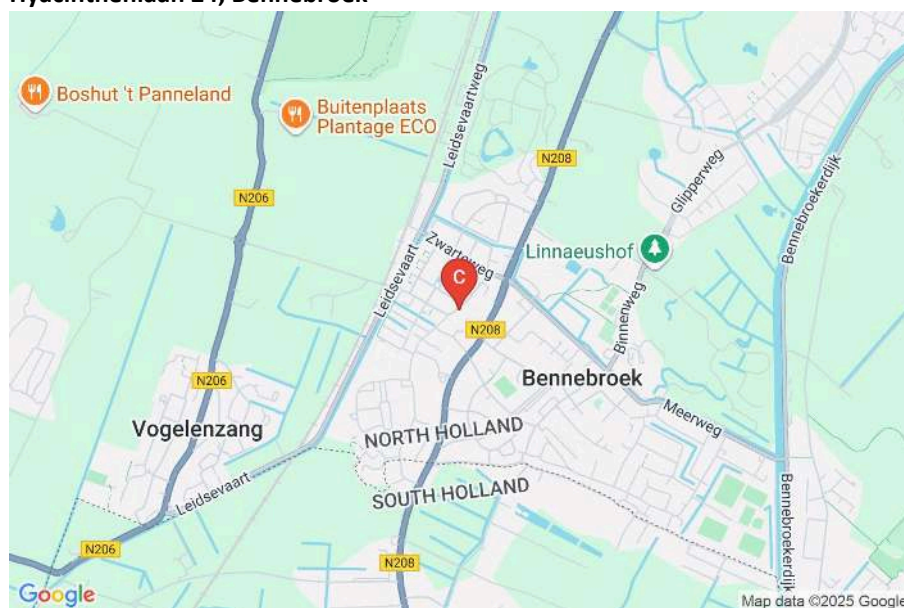 Hyacinthenlaan 24, Bennebroek
Boshut 't Panneland
Buitenplaats
Plantage ECO
Leidsevaartweg
N208
Glipperweg
Bennebroekerdijk
N206
Zwarteweg
Linnaeushof
Leidsevaart
C
N208
Binnenweg
N206
Bennebroek
Meerweg
Vogelenzang
NORTH HOLLAND
SOUTH HOLLAND
Leidsevaart
Bennebroekerdijk
N206
N208
Google
Map data ©2025 Google